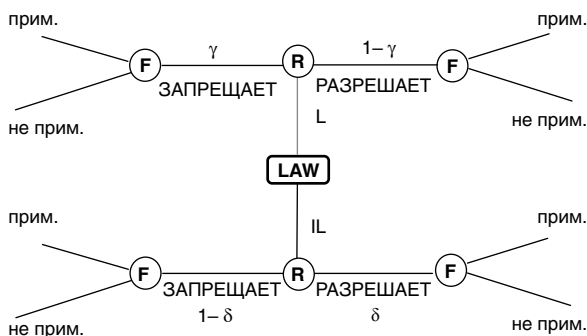 прим.
прим.
γ
1– γ
F
R
F
ЗАПРЕЩАЕТ
РАЗРЕШАЕТ
не прим.
не прим.
L
LAW
прим.
прим.
IL
F
R
F
ЗАПРЕЩАЕТ
РАЗРЕШАЕТ
1– δ
δ
не прим.
не прим.